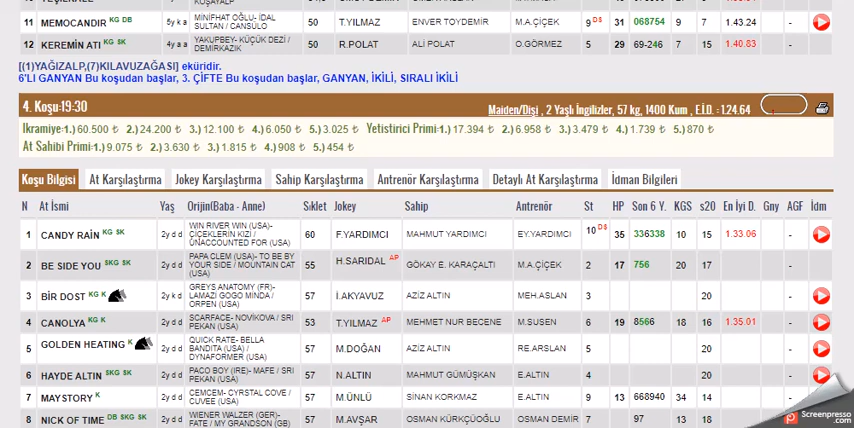 KOŞAYALP
11 MEMOCANDIR KG DB 5y k a MİNİFHAT OĞLU- İDAL SULTAN / CANSULO 50 T.YILMAZ ENVER TOYDEMİR M.A.ÇİÇEK 9 DS 31 068754 9 7 1.43.24 -
12 KEREMİN ATI KG SK 4y a a YAKUPBEY- KÜÇÜK DEZİ / DEMİRKAZIK 50 R.POLAT ALİ POLAT O.GÖRMEZ 5 29 69-246 7 15 1.40.83 -
[(1)YAĞIZALP,(7)KILAVUZAĞASI] eküridir.
6'LI GANYAN Bu koşudan başlar, 3. ÇİFTE Bu koşudan başlar, GANYAN, İKİLİ, SIRALI İKİLİ
4. Koşu:19-30 Maiden/Dişi , 2 Yaşlı İngilizler, 57 kg, 1400 Kum , E.İ.D. : 1.24.64
Ikramiye:1.) 60.500 ₺ 2.) 24.200 ₺ 3.) 12.100 ₺ 4.) 6.050 ₺ 5.) 3.025 ₺ Yetistirici Primi:1.) 17.394 ₺ 2.) 6.958 ₺ 3.) 3.479 ₺ 4.) 1.739 ₺ 5.) 870 ₺
At Sahibi Primi:1.) 9.075 ₺ 2.) 3.630 ₺ 3.) 1.815 ₺ 4.) 908 ₺ 5.) 454 ₺
Koşu Bilgisi At Karşılaştırma Jokey Karşılaştırma Sahip Karşılaştırma Antrenör Karşılaştırma Detaylı At Karşılaştırma İdman Bilgileri
N At İsmi Yaş Orijin(Baba - Anne) Sıklet Jokey Sahip Antrenör St HP Son 6 Y. KGS s20 En İyi D. Gny AGF İdm
1 CANDY RAİN KG SK 2y d d WIN RIVER WIN (USA)- ÇİÇEKLERİN KIZI / UNACCOUNTED FOR (USA) 60 F.YARDIMCI MAHMUT YARDIMCI EY.YARDIMCI 10 DS 35 336338 10 15 1.33.06 -
2 BE SIDE YOU SKG SK 2y d d PAPA CLEM (USA)- TO BE BY YOUR SIDE / MOUNTAIN CAT (USA) 55 H.SARIDAL AP GÖKAY E. KARAÇALTI M.A.ÇİÇEK 2 17 756 20 17 -
3 BİR DOST KG K 2y k d GREYS ANATOMY (FR)- LAMAZI GOGO MİNDA / ORPEN (USA) 57 İ.AKYAVUZ AZİZ ALTIN MEH.ASLAN 3 20 -
4 CANOLYA KG K 2y d d SCARFACE- NOVİKOVA / SRI PEKAN (USA) 53 T.YILMAZ AP MEHMET NUR BECENE M.SUSEN 6 19 8566 18 16 1.35.01 -
5 GOLDEN HEATING K 2y d d QUICK RATE- BELLA BANDITA (USA) / DYNAFORMER (USA) 57 M.DOĞAN AZİZ ALTIN RE.ARSLAN 5 20 -
6 HAYDE ALTIN SKG SK 2y d d PACO BOY (IRE)- MAFE / SRI PEKAN (USA) 57 N.ALTIN MAHMUT GÜMÜŞKAN E.ALTIN 4 20 -
7 MAYSTORY K 2y d d CEMCEM- CYRSTAL COVE / CUVEE (USA) 57 M.ÜNLÜ SİNAN KORKMAZ E.ALTIN 9 13 668940 34 14 -
8 NICK OF TIME DB SKG SK 2y d d WIENER WALZER (GER)- FATE / MY GRANDSON (GB) 57 M.AVŞAR OSMAN KÜRKÇÜOĞLU OSMAN DEMİR 7 97 13 18 -
Screenpresso
.com